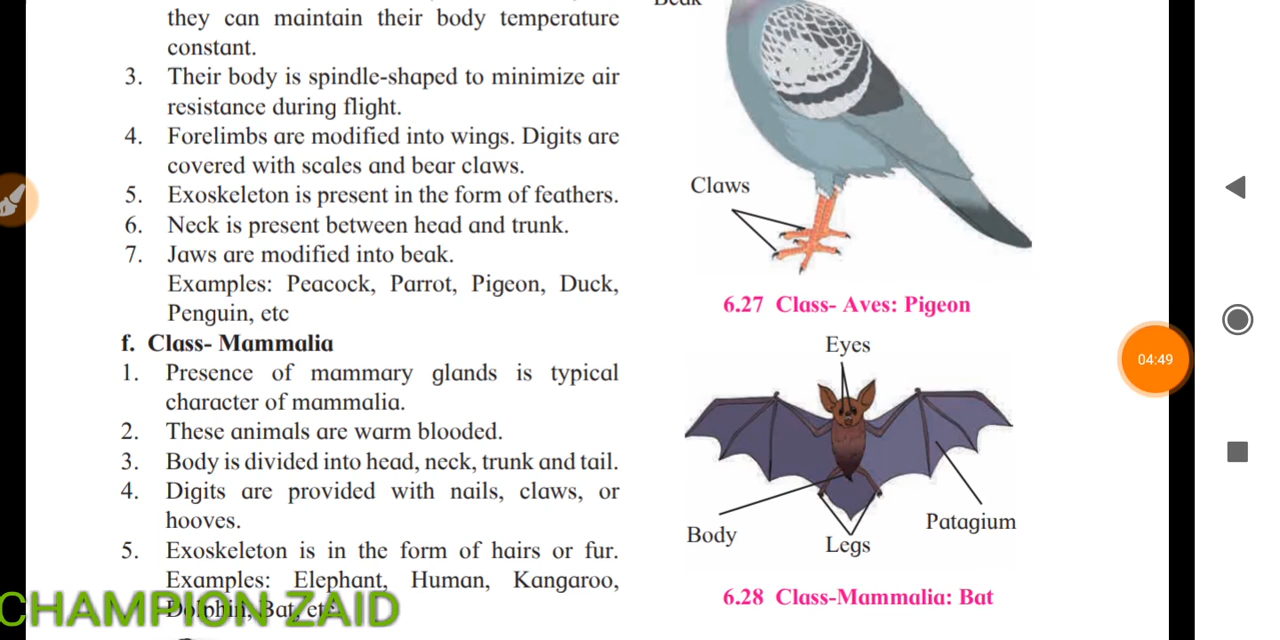 they can maintain their body temperature
constant.
3. Their body is spindle-shaped to minimize air
resistance during flight.
4. Forelimbs are modified into wings. Digits are
covered with scales and bear claws.
5. Exoskeleton is present in the form of feathers.
6. Neck is present between head and trunk.
7. Jaws are modified into beak.
Examples: Peacock, Parrot, Pigeon, Duck,
Penguin, etc
f. Class- Mammalia
1. Presence of mammary glands is typical
character of mammalia.
2. These animals are warm blooded.
3. Body is divided into head, neck, trunk and tail.
4. Digits are provided with nails, claws, or
hooves.
5. Exoskeleton is in the form of hairs or fur.
Examples: Elephant, Human, Kangaroo,
Dolphin, Bat, etc
CHAMPION ZAID
Beak
Claws
6.27 Class- Aves: Pigeon
Eyes
Patagium
Body
Legs
6.28 Class-Mammalia: Bat
04:49